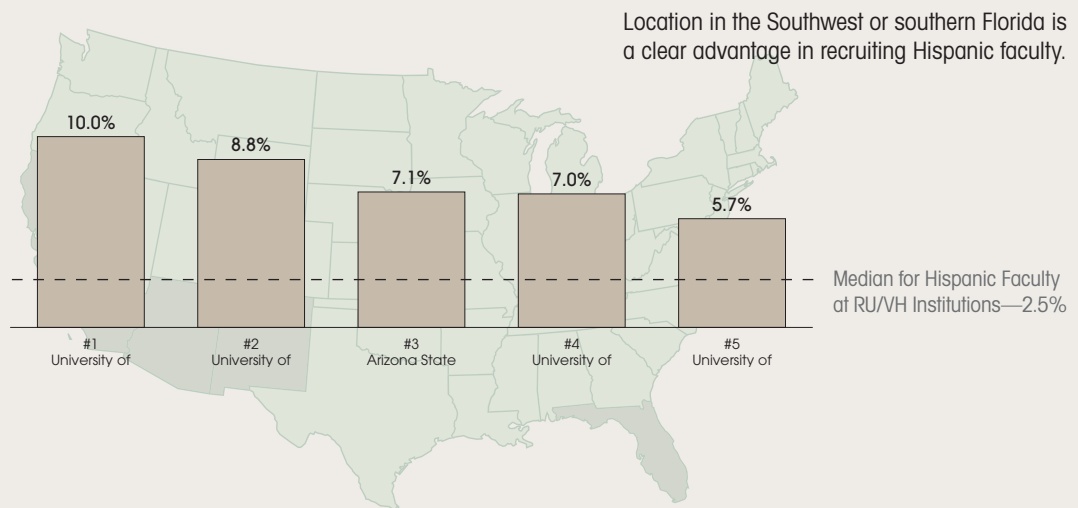 Location in the Southwest or southern Florida is
a clear advantage in recruiting Hispanic faculty.
10.0%
8.8%
7.1%
7.0%
5.7%
Median for Hispanic Faculty
at RU/VH Institutions—2.5%
#1
University of
#2
University of
#3
Arizona State
#4
University of
#5
University of